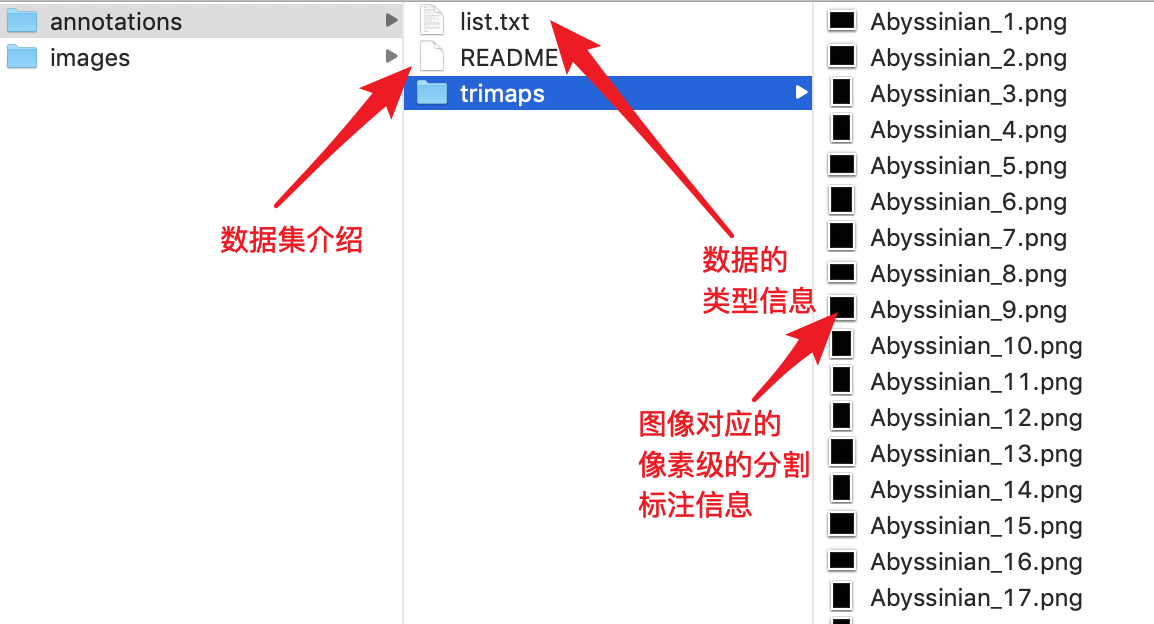 annotations
images
list.txt
README
trimaps
数据集介绍
数据的
类型信息
图像对应的
像素级的分割
标注信息
Abyssinian_1.png
Abyssinian_2.png
Abyssinian_3.png
Abyssinian_4.png
Abyssinian_5.png
Abyssinian_6.png
Abyssinian_7.png
Abyssinian_8.png
Abyssinian_9.png
Abyssinian_10.png
Abyssinian_11.png
Abyssinian_12.png
Abyssinian_13.png
Abyssinian_14.png
Abyssinian_15.png
Abyssinian_16.png
Abyssinian_17.png